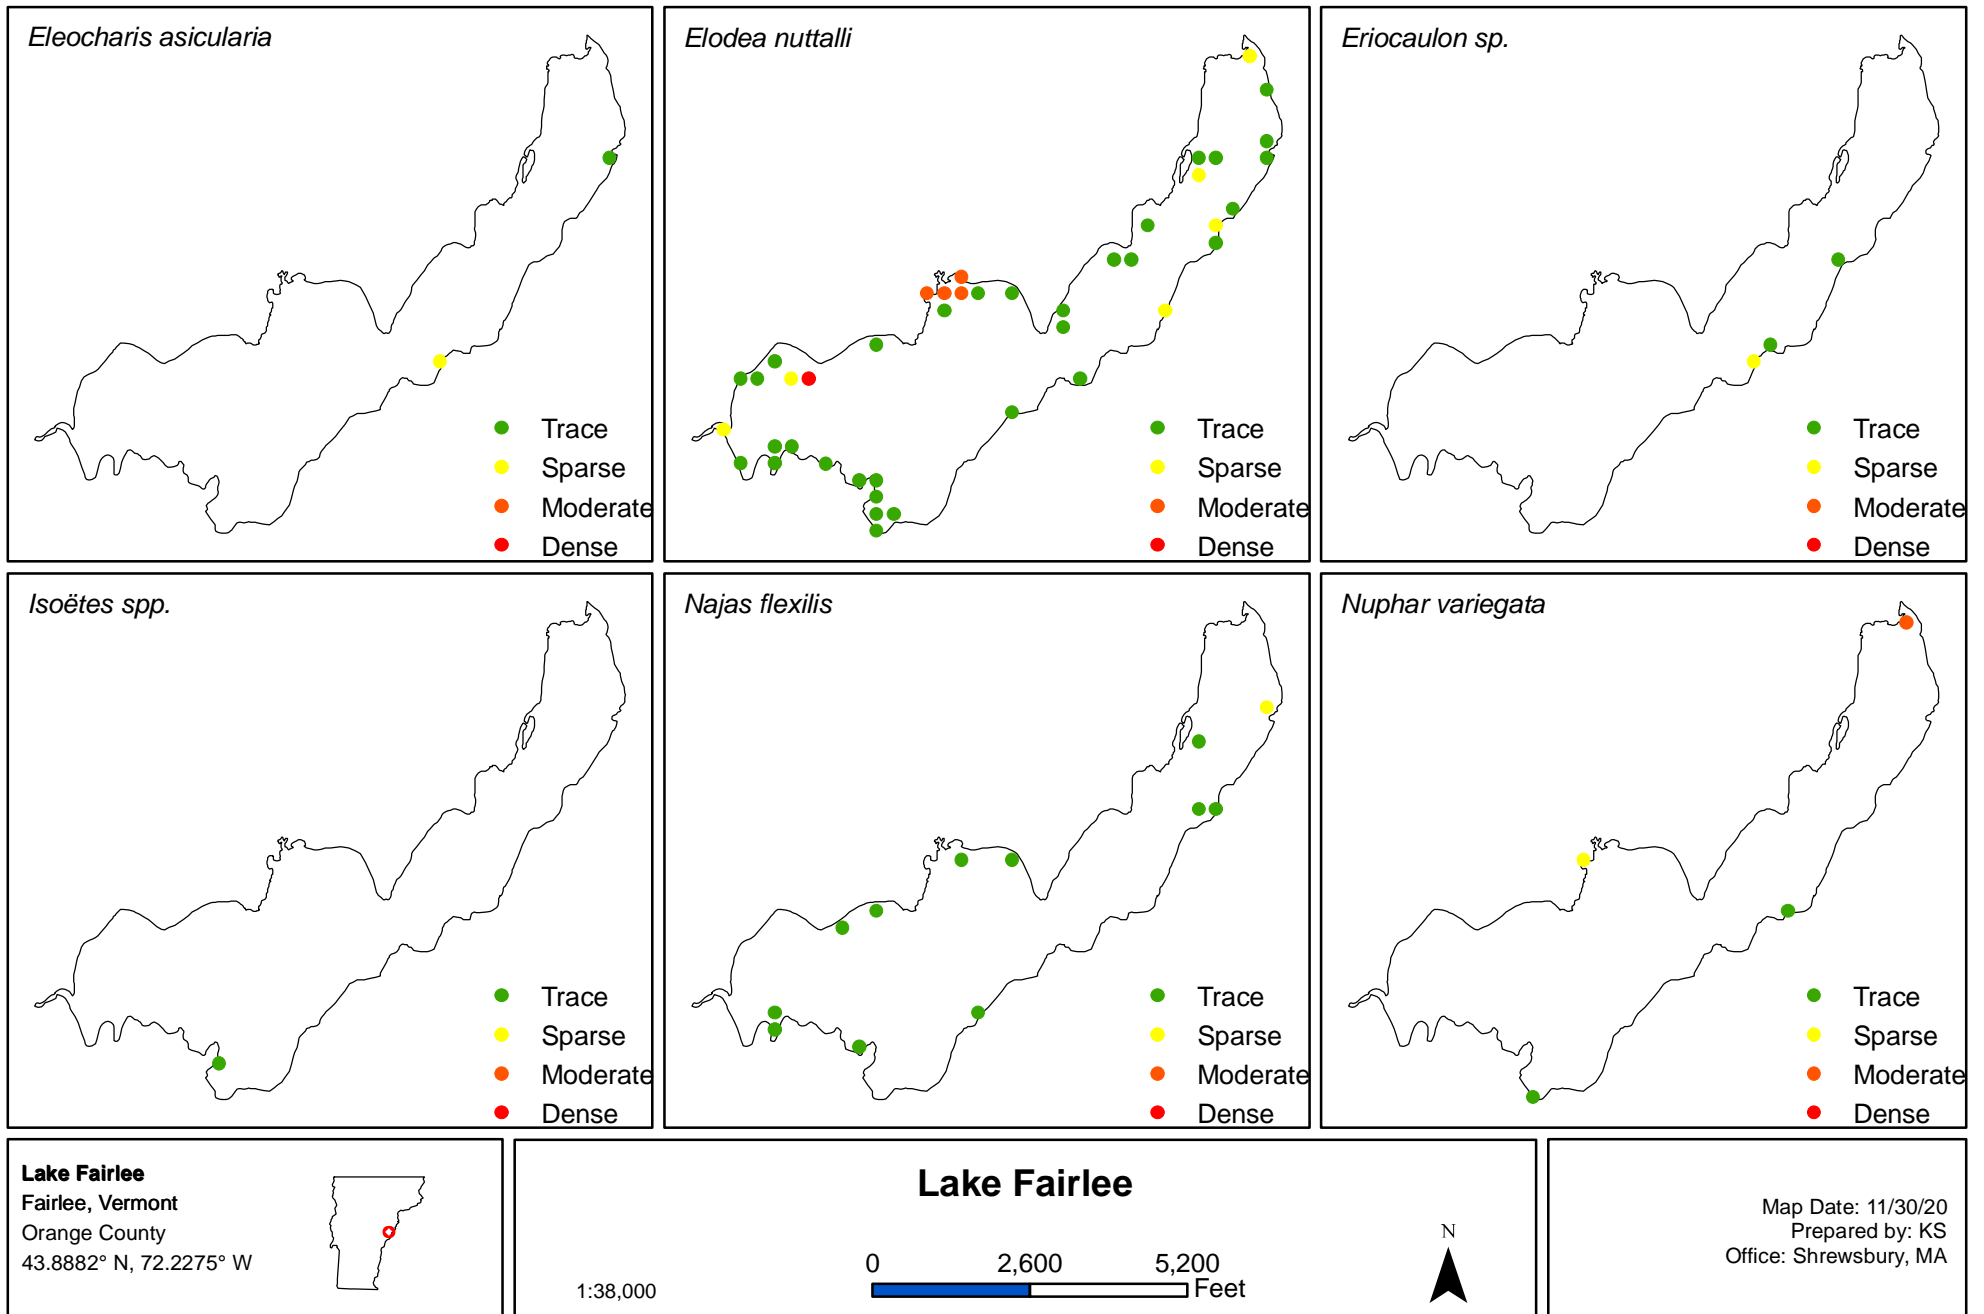 Eleocharis asicularia
Trace
Sparse
Moderate
Dense
Elodea nuttalli
Trace
Sparse
Moderate
Dense
Eriocaulon sp.
Trace
Sparse
Moderate
Dense
Isoëtes spp.
Trace
Sparse
Moderate
Dense
Najas flexilis
Trace
Sparse
Moderate
Dense
Nuphar variegata
Trace
Sparse
Moderate
Dense
Lake Fairlee
Fairlee, Vermont
Orange County
43.8882° N, 72.2275° W
Lake Fairlee
1:38,000
0 2,600 5,200
Feet
N
Map Date: 11/30/20
Prepared by: KS
Office: Shrewsbury, MA